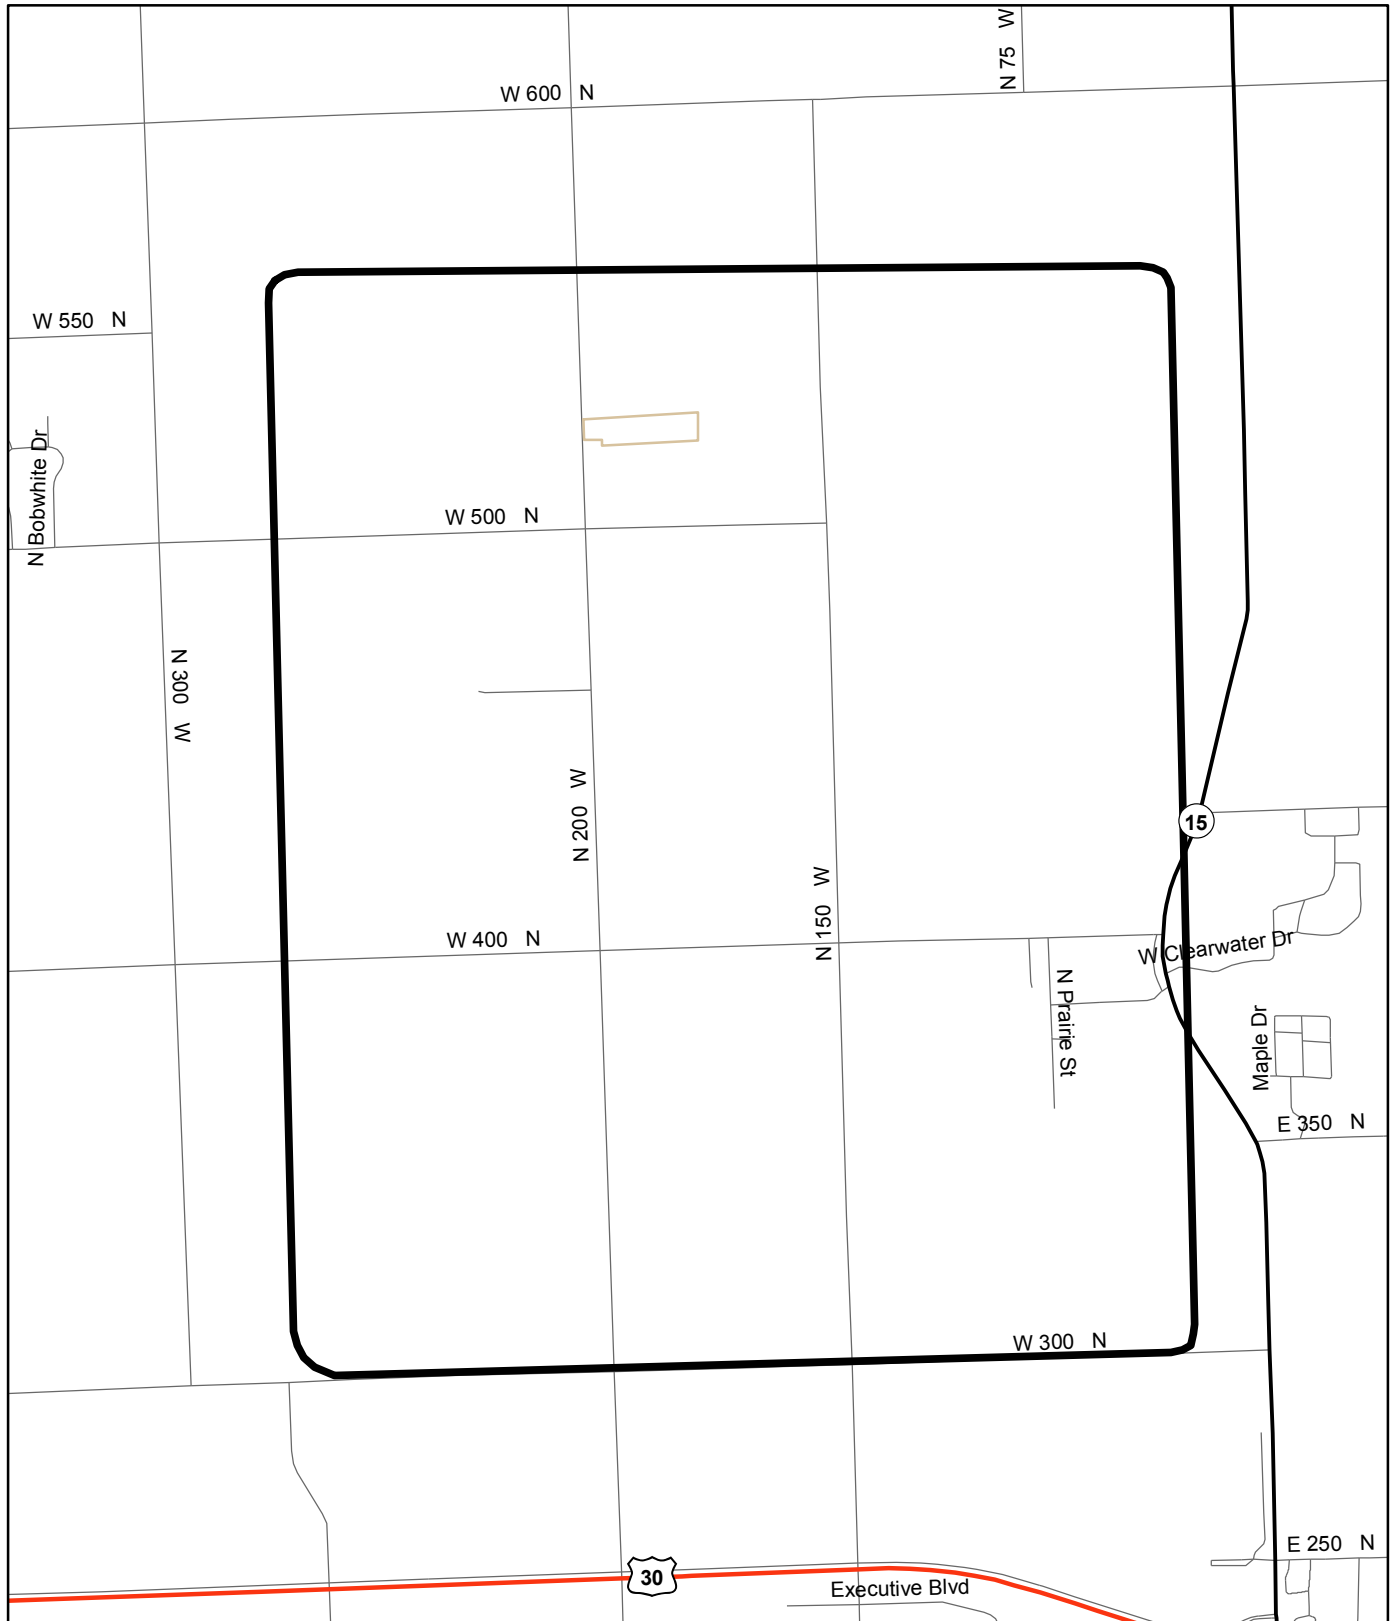 N 75 W
W 600 N
W 550 N
N Bobwhite Dr
W 500 N
N 300 W
N 200 W
15
N 150 W
W 400 N
W Clearwater Dr
N Prairie St
Maple Dr
E 350 N
W 300 N
E 250 N
30
Executive Blvd